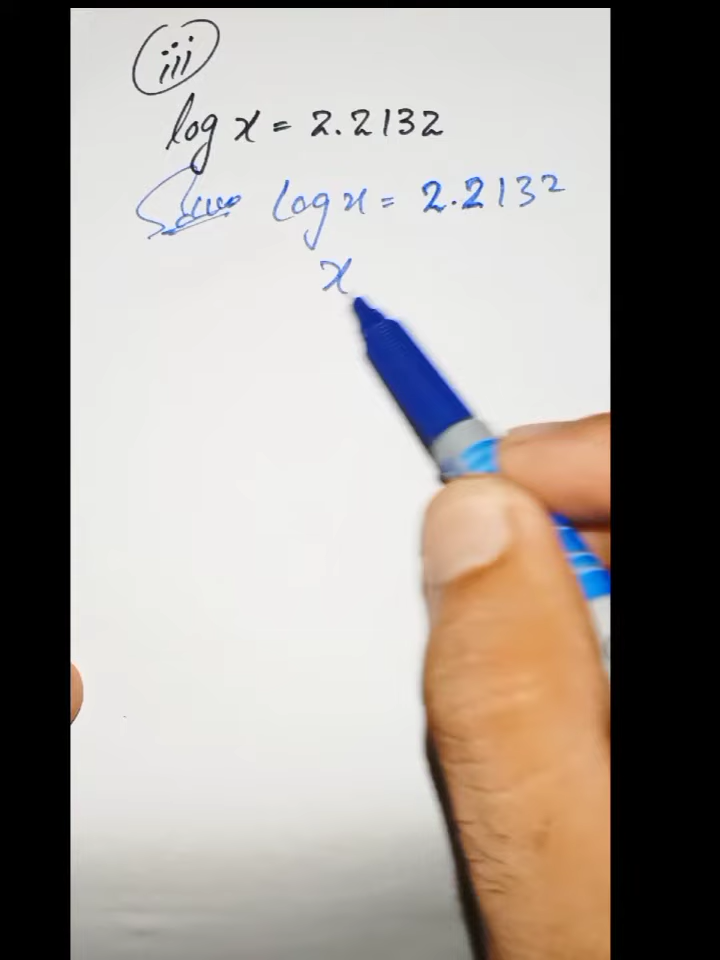 iii
log x = 2.2132
log x = 2.2132
x